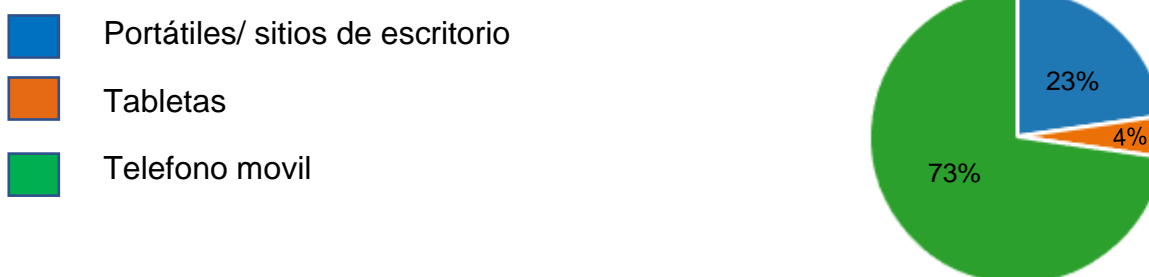 Portátiles/ sitios de escritorio
Tabletas
Telefono movil
23%
4%
73%